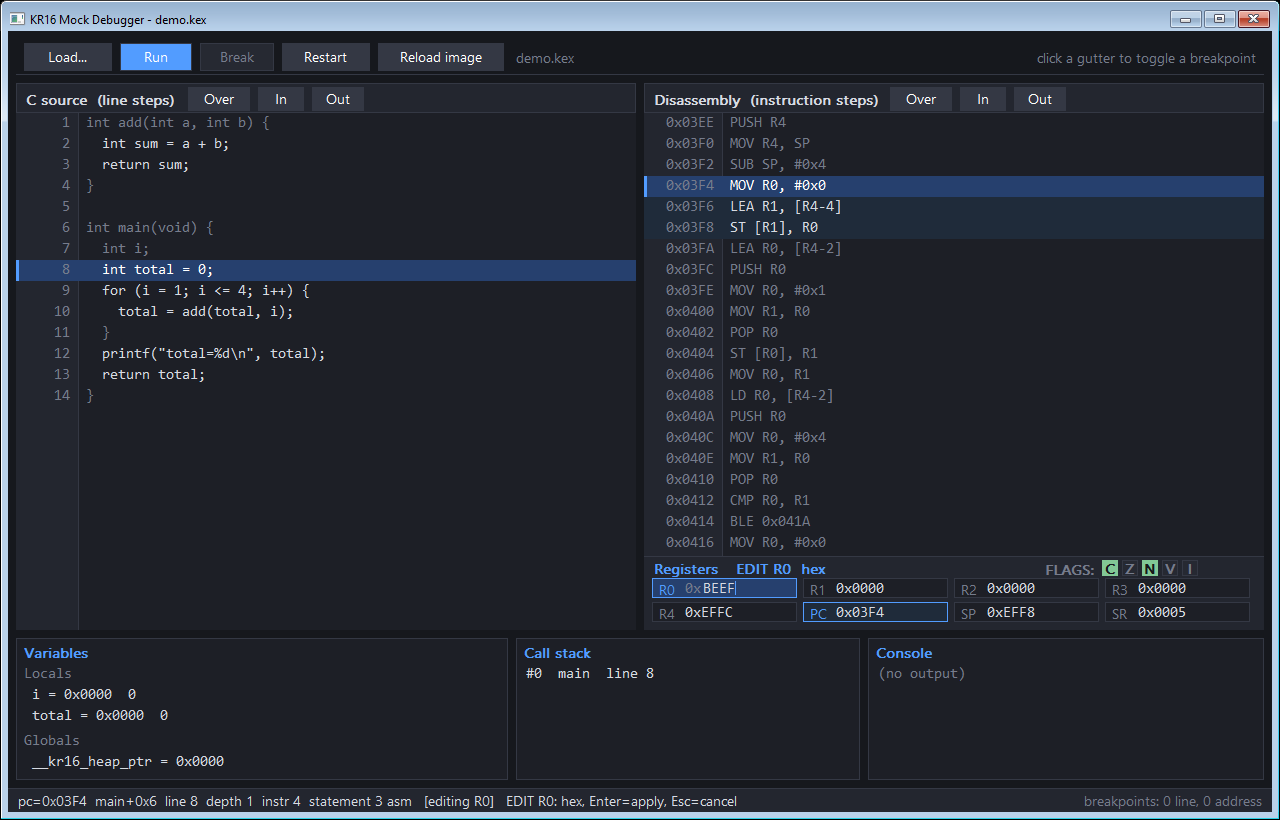 KR16 Mock Debugger - demo.kex
Load... Run Break Restart Reload image demo.kex click a gutter to toggle a breakpoint
C source (line steps) Over In Out
1 int add(int a, int b) {
2 int sum = a + b;
3 return sum;
4 }
5
6 int main(void) {
7 int i;
8 int total = 0;
9 for (i = 1; i <= 4; i++) {
10 total = add(total, i);
11 }
12 printf("total=%d\n", total);
13 return total;
14 }
Disassembly (instruction steps) Over In Out
0x03EE PUSH R4
0x03F0 MOV R4, SP
0x03F2 SUB SP, #0x4
0x03F4 MOV R0, #0x0
0x03F6 LEA R1, [R4-4]
0x03F8 ST [R1], R0
0x03FA LEA R0, [R4-2]
0x03FC PUSH R0
0x03FE MOV R0, #0x1
0x0400 MOV R1, R0
0x0402 POP R0
0x0404 ST [R0], R1
0x0406 MOV R0, R1
0x0408 LD R0, [R4-2]
0x040A PUSH R0
0x040C MOV R0, #0x4
0x040E MOV R1, R0
0x0410 POP R0
0x0412 CMP R0, R1
0x0414 BLE 0x041A
0x0416 MOV R0, #0x0
Registers EDIT R0 hex FLAGS: C Z N V I
R0 0xBEEF R1 0x0000 R2 0x0000 R3 0x0000
R4 0xEFFC PC 0x03F4 SP 0xEFF8 SR 0x0005
Variables
Locals
i = 0x0000 0
total = 0x0000 0
Globals
__kr16_heap_ptr = 0x0000
Call stack
#0 main line 8
Console
(no output)
pc=0x03F4 main+0x6 line 8 depth 1 instr 4 statement 3 asm [editing R0] EDIT R0: hex, Enter=apply, Esc=cancel breakpoints: 0 line, 0 address